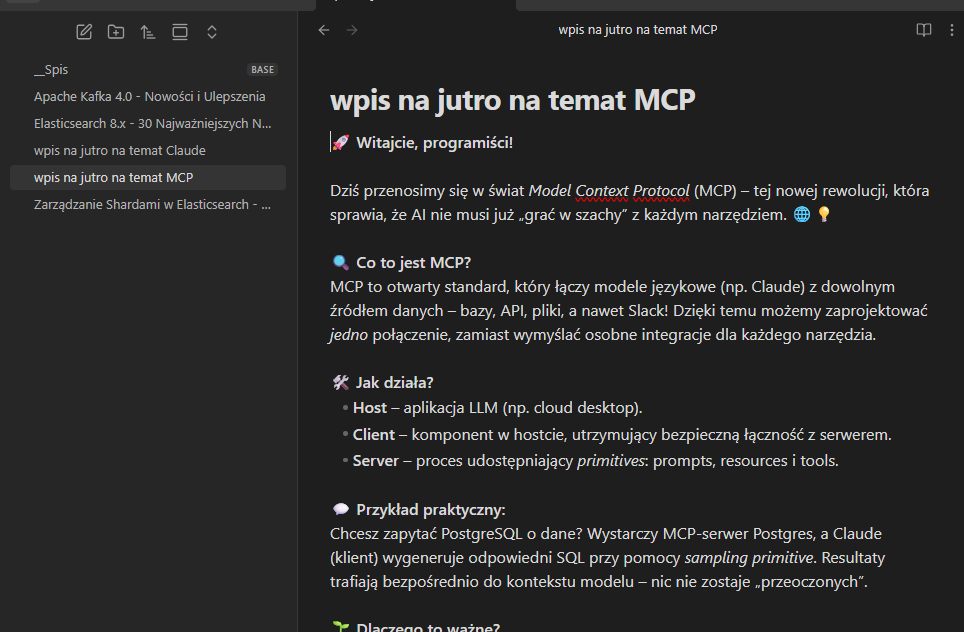 wpis na jutro na temat MCP
__Spis
BASE
Apache Kafka 4.0 - Nowości i Ulepszenia
Elasticsearch 8.x - 30 Najważniejszych N...
wpis na jutro na temat Claude
wpis na jutro na temat MCP
Zarządzanie Shardami w Elasticsearch - ...
wpis na jutro na temat MCP
🚀 Witajcie, programiści!
Dziś przenosimy się w świat Model Context Protocol (MCP) – tej nowej rewolucji, która
sprawia, że AI nie musi już „grać w szachy” z każdym narzędziem. 🌐 💡
🔍 Co to jest MCP?
MCP to otwarty standard, który łączy modele językowe (np. Claude) z dowolnym
źródłem danych – bazy, API, pliki, a nawet Slack! Dzięki temu możemy zaprojektować
jedno połączenie, zamiast wymyślać osobne integracje dla każdego narzędzia.
🛠 Jak działa?
• Host – aplikacja LLM (np. cloud desktop).
• Client – komponent w hostcie, utrzymujący bezpieczną łączność z serwerem.
• Server – proces udostępniający primitives: prompts, resources i tools.
💬 Przykład praktyczny:
Chcesz zapytać PostgreSQL o dane? Wystarczy MCP-serwer Postgres, a Claude
(klient) wygeneruje odpowiedni SQL przy pomocy sampling primitive. Resultaty
trafiają bezpośrednio do kontekstu modelu – nic nie zostaje „przeoczonych”.
🌱 Dlaczego to ważne?